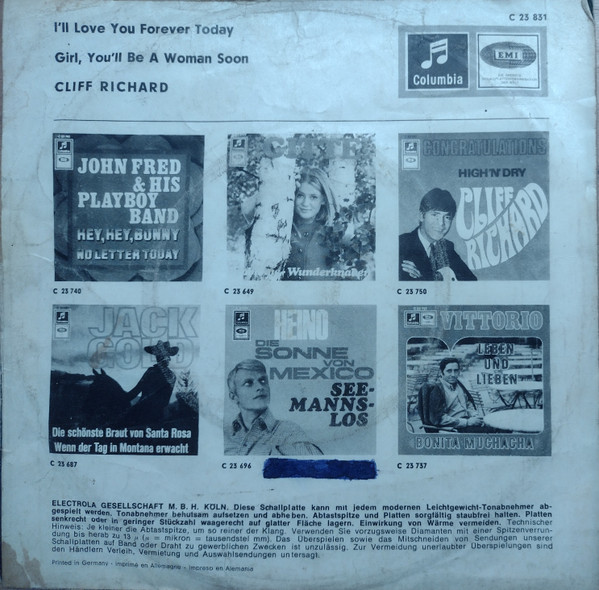 I'll Love You Forever Today
Girl, You'll Be A Woman Soon
CLIFF RICHARD
C 23 831
Columbia
EMI
JOHN FRED
& HIS
PLAYBOY
BAND
HEY, HEY, BUNNY
NO LETTER TODAY
C 23 740
GITTE
Wunderknaben
C 23 649
CONGRATULATIONS
HIGH 'N' DRY
CLIFF
RICHARD
C 23 750
JACK
GOLD
Die schönste Braut von Santa Rosa
Wenn der Tag in Montana erwacht
C 23 687
HEINO
DIE
SONNE
VON
MEXICO
SEE-
MANNS-
LOS
C 23 696
VITTORIO
LEBEN
UND
LIEBEN
BONITA MUCHACHA
C 23 737
ELECTROLA GESELLSCHAFT M. B. H. KÖLN. Diese Schallplatte kann mit jedem modernen Leichtgewicht-Tonabnehmer ab-
gespielt werden. Tonabnehmer behutsam aufsetzen und abheben. Abtastspitze und Platten sorgfältig staubfrei halten. Platten
senkrecht oder in geringer Stückzahl waagerecht auf glatter Fläche lagern. Einwirkung von Wärme vermeiden. Technischer
Hinweis: Je kleiner die Abtastspitze, um so reiner der Klang. Verwenden Sie vorzugsweise Diamanten mit einer Spitzenverrun-
dung bis herab zu 13 µ (µ = mikron = tausendstel mm). Das Überspielen sowie das Mitschneiden von Sendungen unserer
Schallplatten auf Band oder Draht zu gewerblichen Zwecken ist unzulässig. Zur Vermeidung unerlaubter Überspielungen sind
den Händlern Verleih, Vermietung und Auswahlsendungen untersagt.
Printed in Germany - Imprimé en Allemagne - Impreso en Alemania